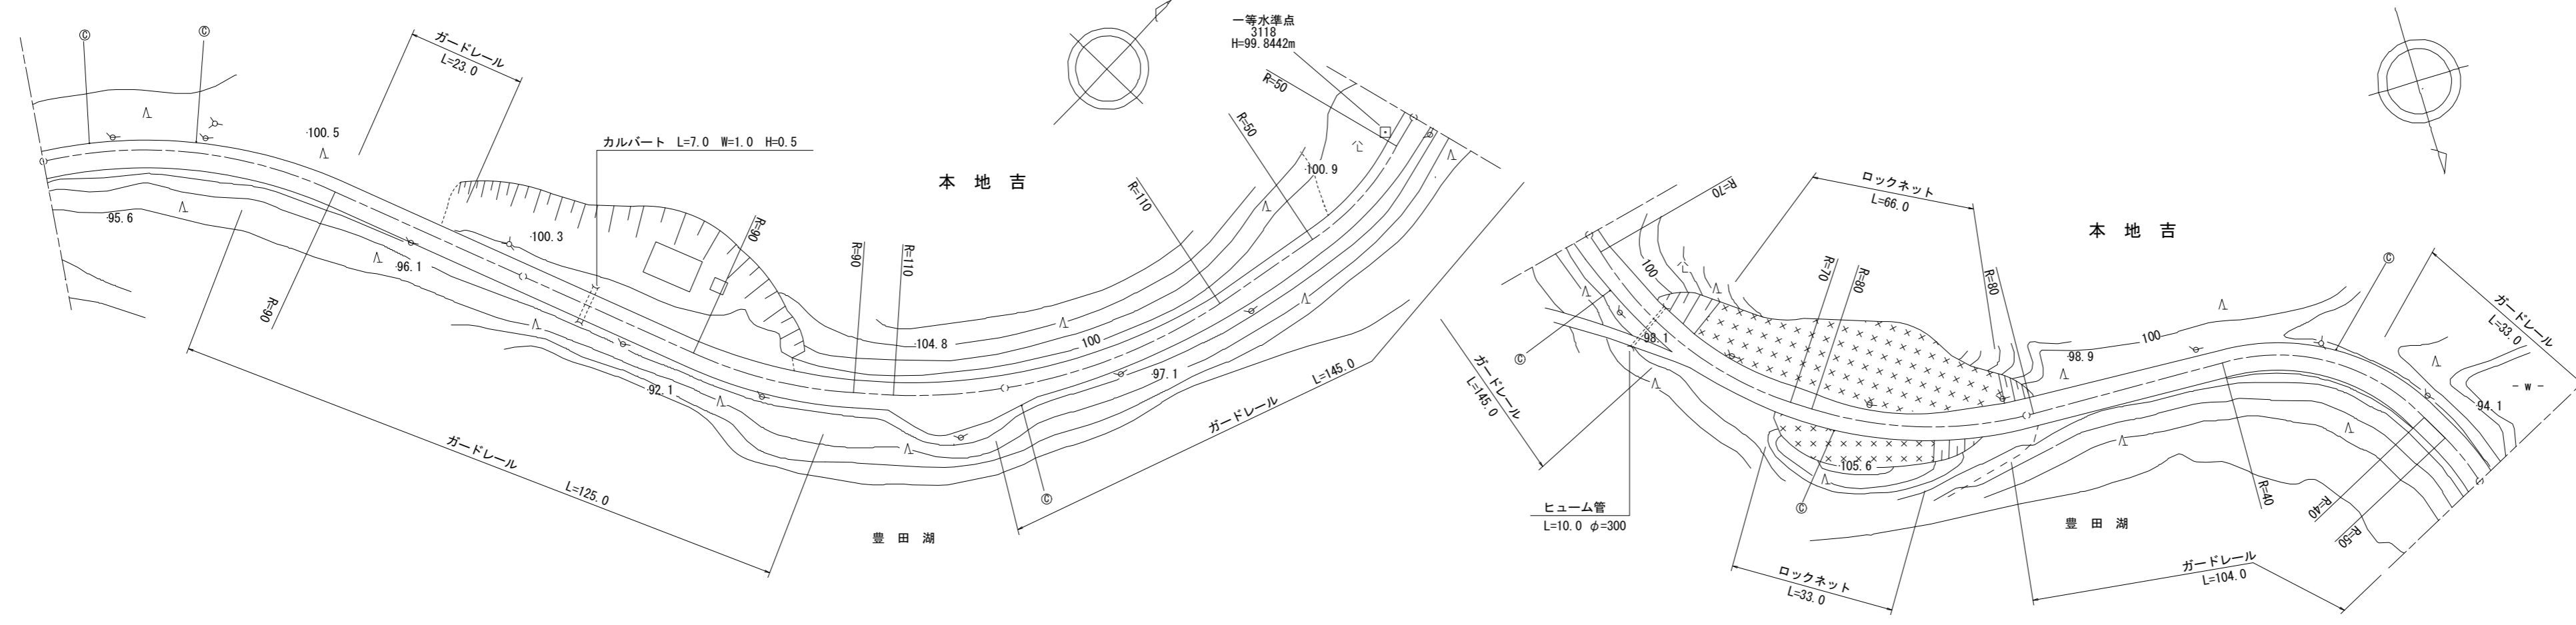 Ⓒ
Ⓒ
ガードレール
L=23.0
100.5
カルバート L=7.0 W=1.0 H=0.5
本地吉
一等水準点
3118
H=99.8442m
R=50
R=50
100.9
R=110
95.6
96.1
100.3
R=90
R=90
R=90
R=110
104.8
100
97.1
92.1
ガードレール
L=125.0
ガードレール
L=145.0
Ⓒ
豊田湖
R=70
100
ロックネット
L=66.0
本地吉
R=70
R=80
R=80
Ⓒ
98.1
98.9
100
ガードレール
L=33.0
- W -
94.1
ガードレール
L=145.0
Ⓒ
105.6
Ⓒ
ヒューム管
L=10.0 φ=300
ロックネット
L=33.0
R=40
R=40
R=50
豊田湖
ガードレール
L=104.0